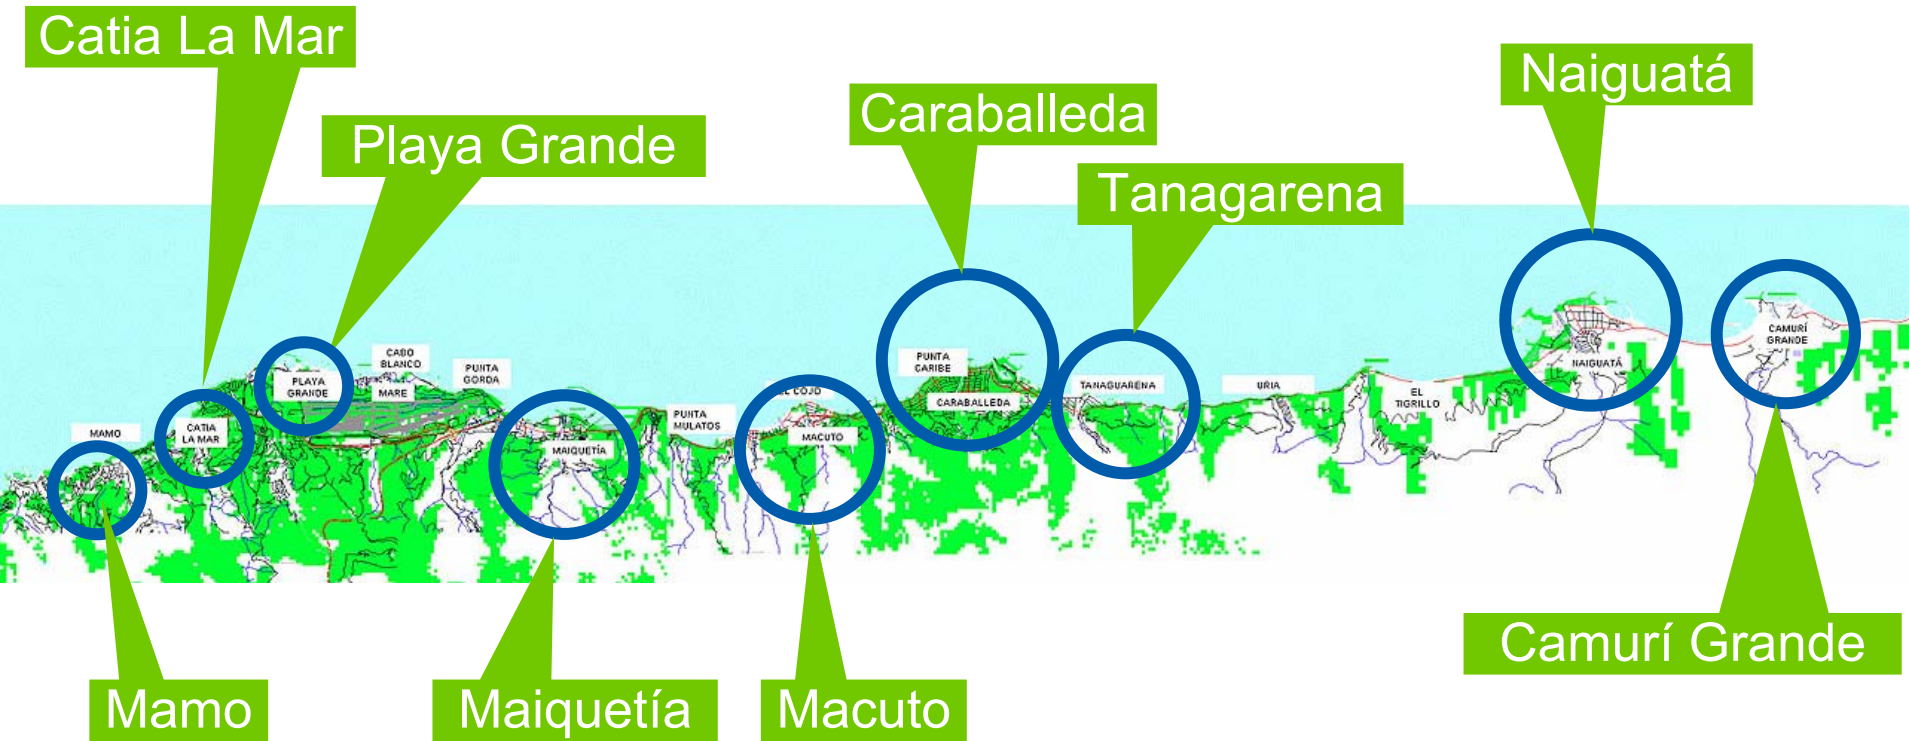 Catia La Mar
Playa Grande
Caraballeda
Tanagarena
Naiguatá
MAMO
CATIA
LA MAR
PLAYA
GRANDE
CABO
BLANCO
MARE
PUNTA
GORDA
MAIQUETÍA
PUNTA
MULATOS
EL COJO
MACUTO
PUNTA
CARIBE
CARABALLEDA
TANAGUARENA
URIA
EL
TIGRILLO
NAIGUATÁ
CAMURÍ
GRANDE
Mamo
Maiquetía
Macuto
Camurí Grande